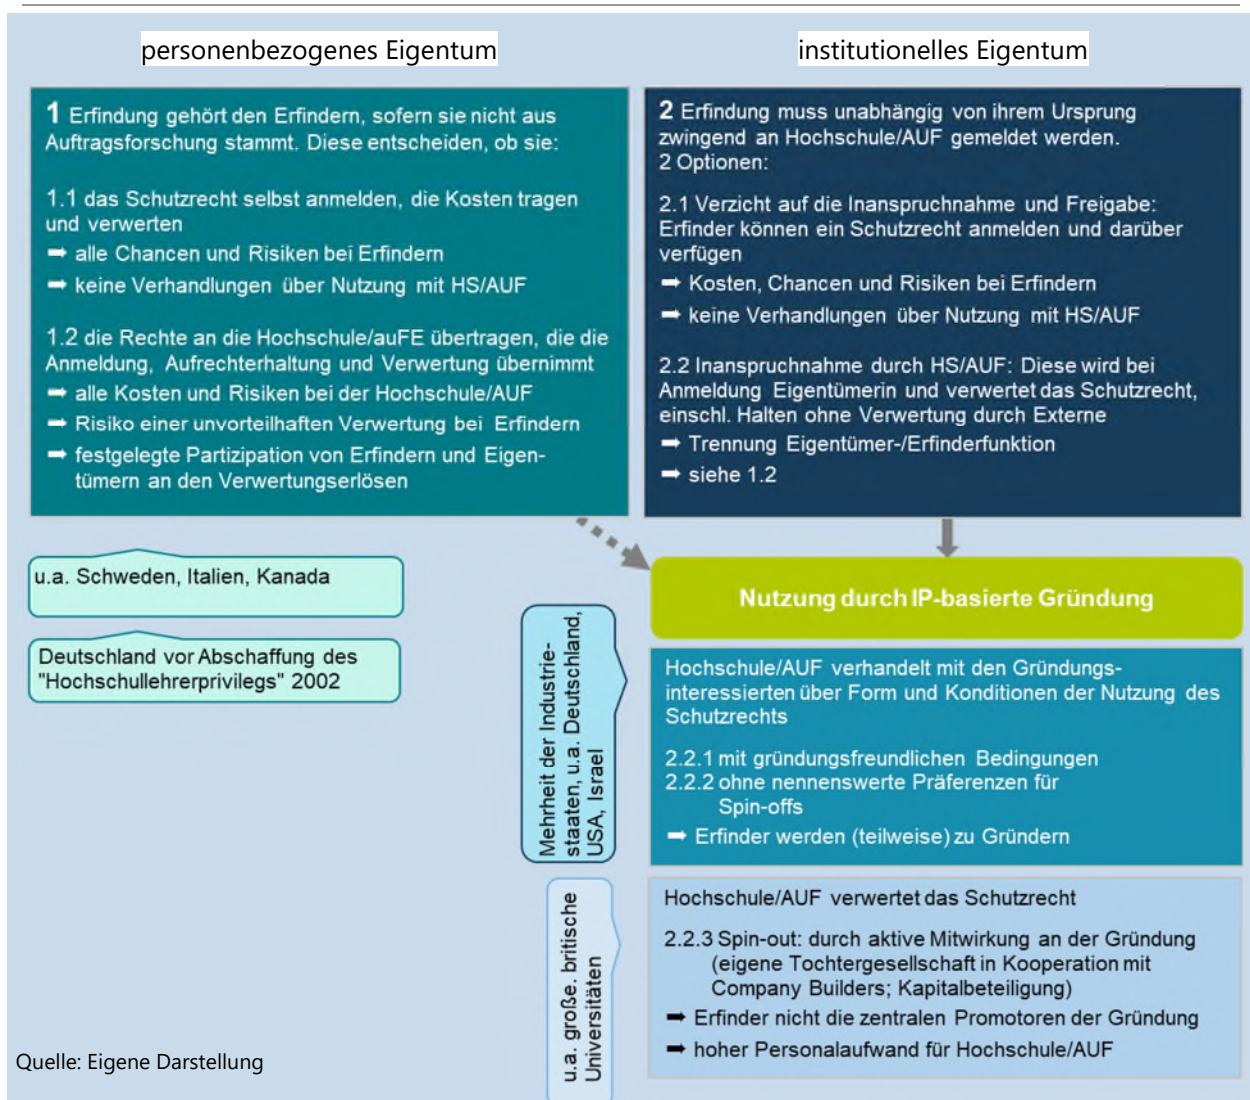 personenbezogenes Eigentum
institutionelles Eigentum
1 Erfindung gehört den Erfindern, sofern sie nicht aus
Auftragsforschung stammt. Diese entscheiden, ob sie:
1.1 das Schutzrecht selbst anmelden, die Kosten tragen
und verwerten
➡ alle Chancen und Risiken bei Erfindern
➡ keine Verhandlungen über Nutzung mit HS/AUF
1.2 die Rechte an die Hochschule/auFE übertragen, die die
Anmeldung, Aufrechterhaltung und Verwertung übernimmt
➡ alle Kosten und Risiken bei der Hochschule/AUF
➡ Risiko einer unvorteilhaften Verwertung bei Erfindern
➡ festgelegte Partizipation von Erfindern und Eigen-
tümern an den Verwertungserlösen
2 Erfindung muss unabhängig von ihrem Ursprung
zwingend an Hochschule/AUF gemeldet werden.
2 Optionen:
2.1 Verzicht auf die Inanspruchnahme und Freigabe:
Erfinder können ein Schutzrecht anmelden und darüber
verfügen
➡ Kosten, Chancen und Risiken bei Erfindern
➡ keine Verhandlungen über Nutzung mit HS/AUF
2.2 Inanspruchnahme durch HS/AUF: Diese wird bei
Anmeldung Eigentümerin und verwertet das Schutzrecht,
einschl. Halten ohne Verwertung durch Externe
➡ Trennung Eigentümer-/Erfinderfunktion
➡ siehe 1.2
u.a. Schweden, Italien, Kanada
Deutschland vor Abschaffung des
"Hochschullehrerprivilegs" 2002
Nutzung durch IP-basierte Gründung
Mehrheit der Industrie-
staaten, u.a. Deutschland,
USA, Israel
Hochschule/AUF verhandelt mit den Gründungs-
interessierten über Form und Konditionen der Nutzung des
Schutzrechts
2.2.1 mit gründungsfreundlichen Bedingungen
2.2.2 ohne nennenswerte Präferenzen für
Spin-offs
➡ Erfinder werden (teilweise) zu Gründern
u.a. große. britische
Universitäten
Hochschule/AUF verwertet das Schutzrecht
2.2.3 Spin-out: durch aktive Mitwirkung an der Gründung
(eigene Tochtergesellschaft in Kooperation mit
Company Builders; Kapitalbeteiligung)
➡ Erfinder nicht die zentralen Promotoren der Gründung
➡ hoher Personalaufwand für Hochschule/AUF
Quelle: Eigene Darstellung